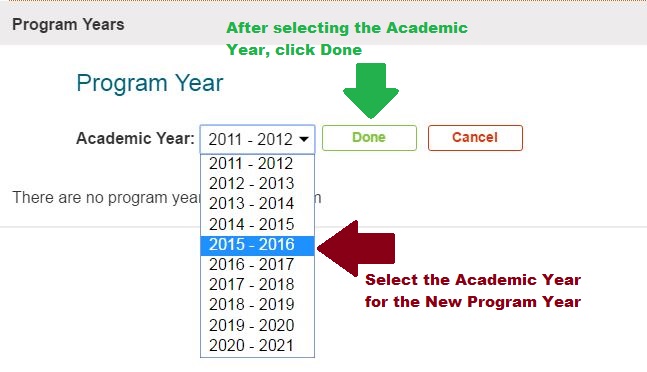 Program Years
After selecting the Academic
Year, click Done
Program Year
Academic Year: 2011 - 2012 Done Cancel
2011 - 2012
2012 - 2013
There are no program
2013 - 2014
2014 - 2015
2015 - 2016
2016 - 2017
2017 - 2018
2018 - 2019
2019 - 2020
2020 - 2021
Select the Academic Year
for the New Program Year